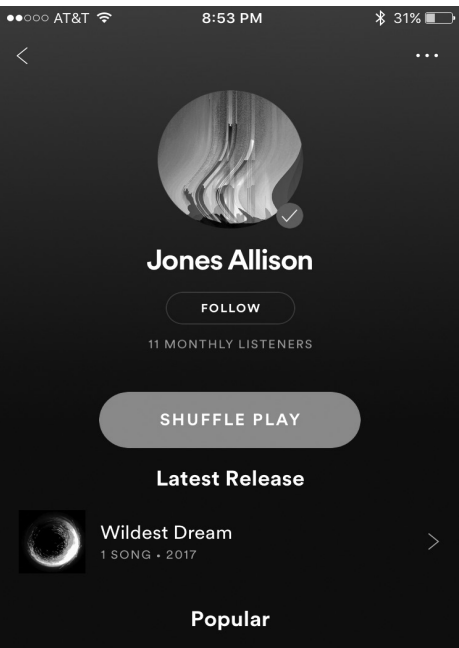 AT&T 8:53 PM 31%
Jones Allison
FOLLOW
11 MONTHLY LISTENERS
SHUFFLE PLAY
Latest Release
Wildest Dream
1 SONG • 2017
Popular